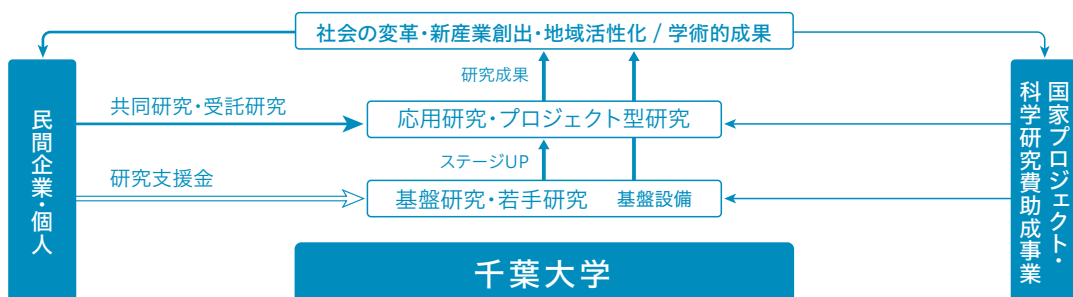 社会の変革・新産業創出・地域活性化 / 学術的成果
研究成果
共同研究・受託研究
応用研究・プロジェクト型研究
ステージUP
研究支援金
基盤研究・若手研究 基盤設備
民間企業・個人
国家プロジェクト・
科学研究費助成事業
千葉大学